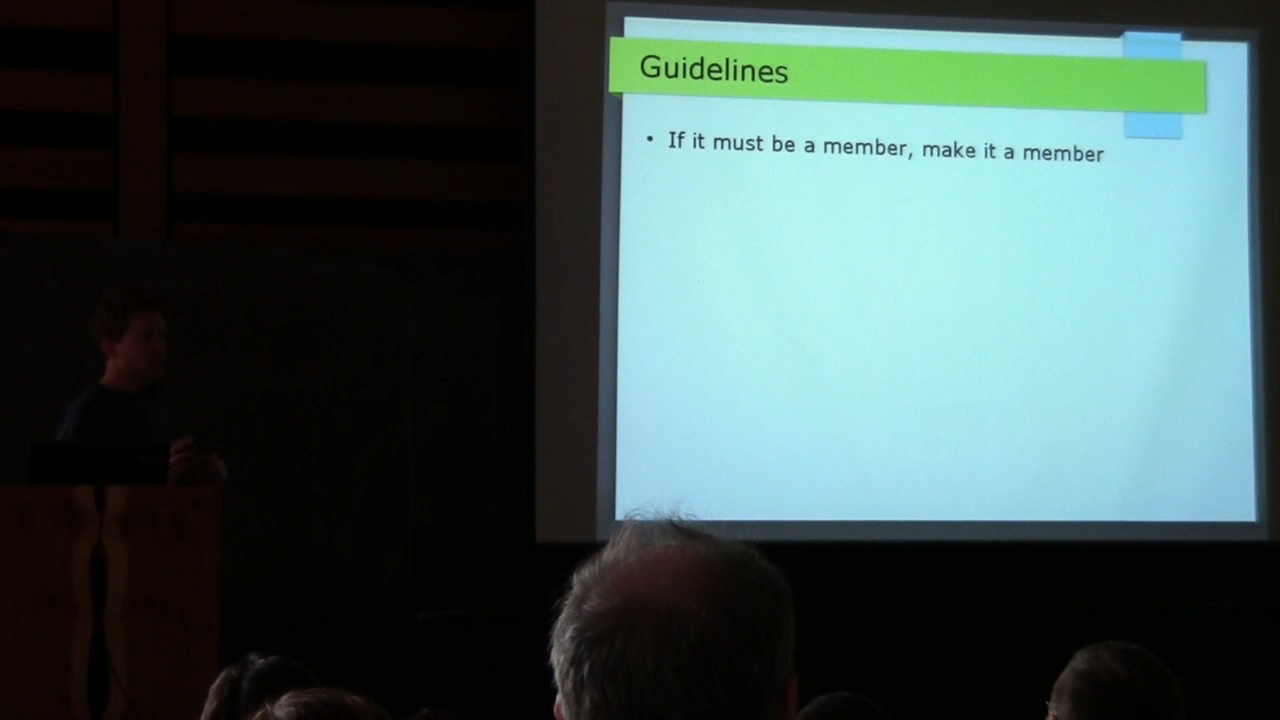 Guidelines
• If it must be a member, make it a member